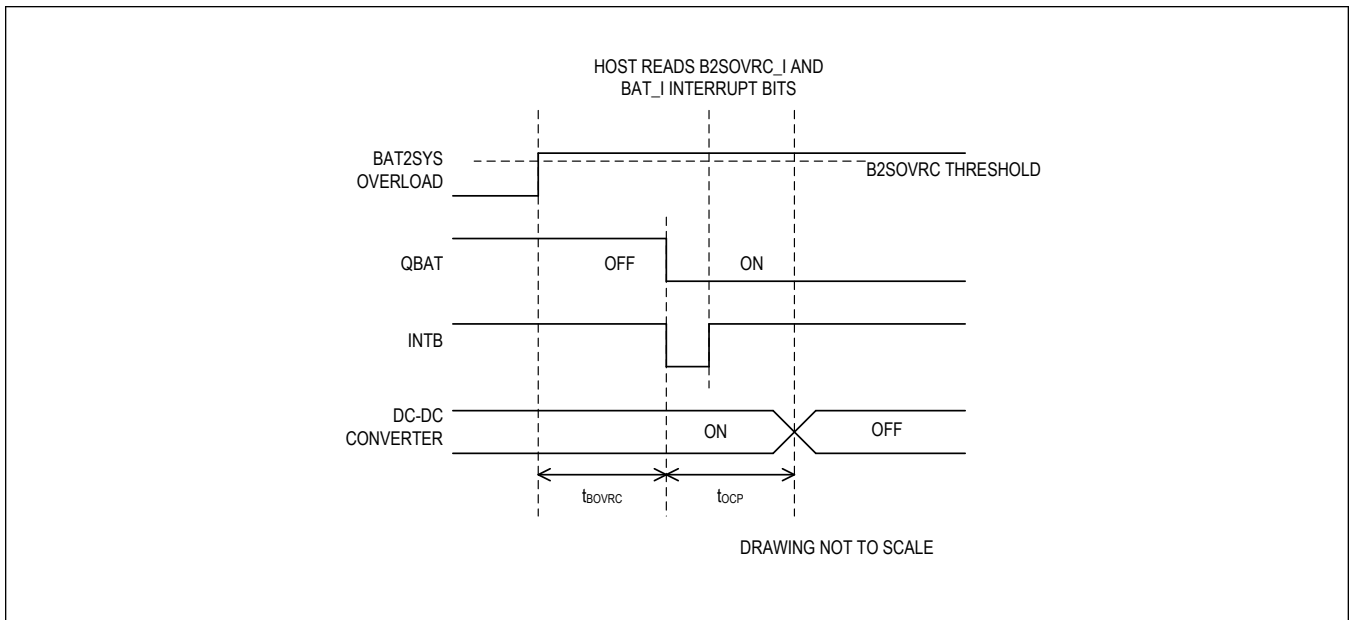 HOST READS B2SOVRC_I AND
BAT_I INTERRUPT BITS
BAT2SYS
OVERLOAD
B2SOVRC THRESHOLD
QBAT
OFF
ON
INTB
DC-DC
CONVERTER
ON
OFF
tBOVRC
tOCP
DRAWING NOT TO SCALE